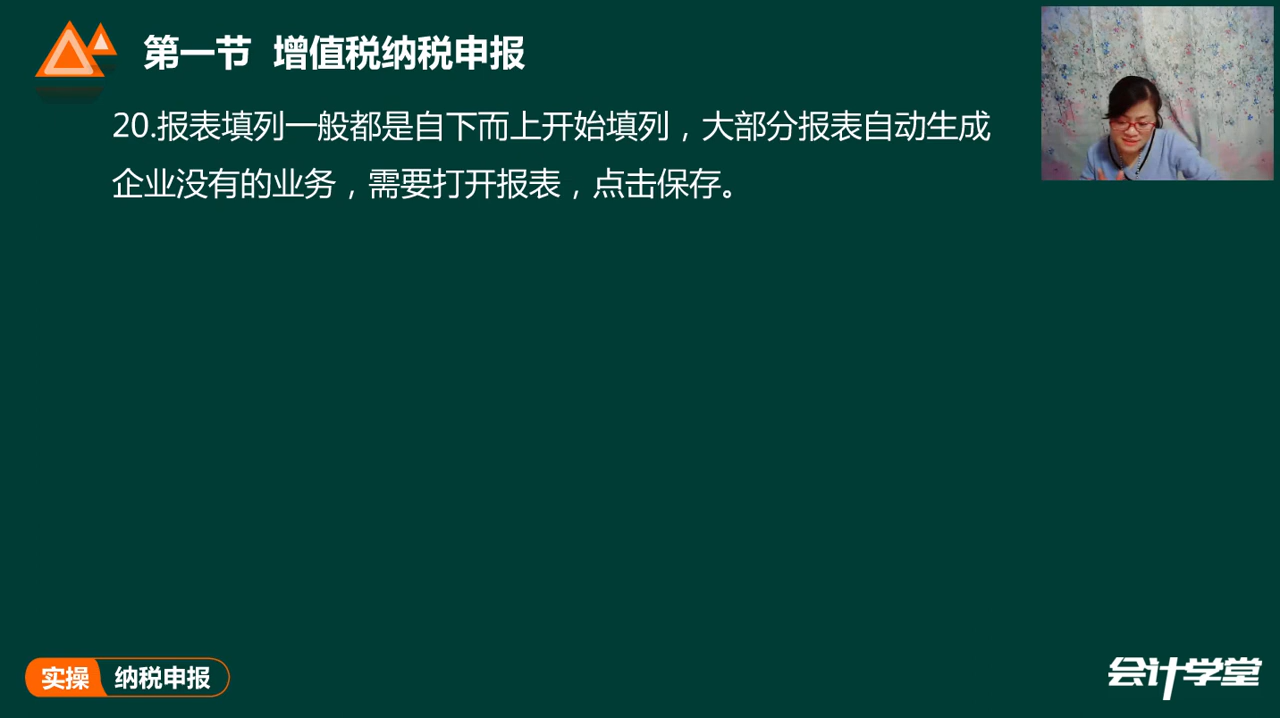 第一节 增值税纳税申报
20.报表填列一般都是自下而上开始填列，大部分报表自动生成
企业没有的业务，需要打开报表，点击保存。
实操 纳税申报
会计学堂